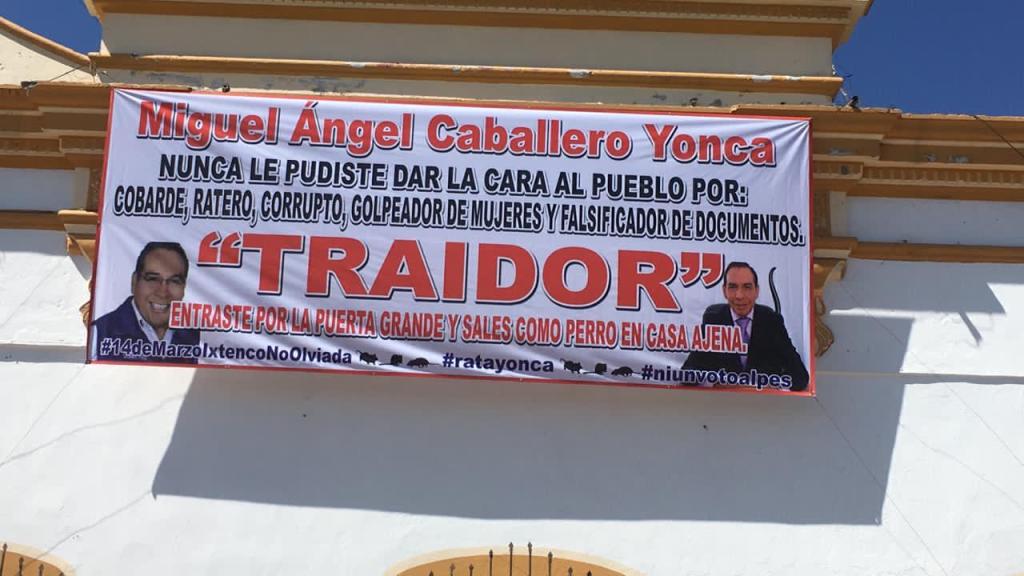 Miguel Ángel Caballero Yonca
NUNCA LE PUDISTE DAR LA CARA AL PUEBLO POR:
COBARDE, RATERO, CORRUPTO, GOLPEADOR DE MUJERES Y FALSIFICADOR DE DOCUMENTOS.
“TRAIDOR”
ENTRASTE POR LA PUERTA GRANDE Y SALES COMO PERRO EN CASA AJENA.
#14deMarzoIxtencoNoOlviada #ratayonca #niunvotoalpes